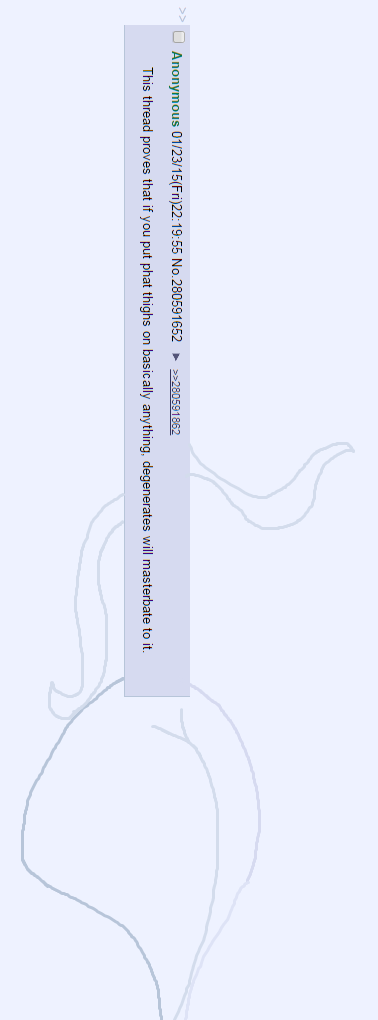 >>
Anonymous 01/23/15(Fri)22:19:55 No.280591652 ▶ >>280591862
This thread proves that if you put phat thighs on basically anything, degenerates will masterbate to it.